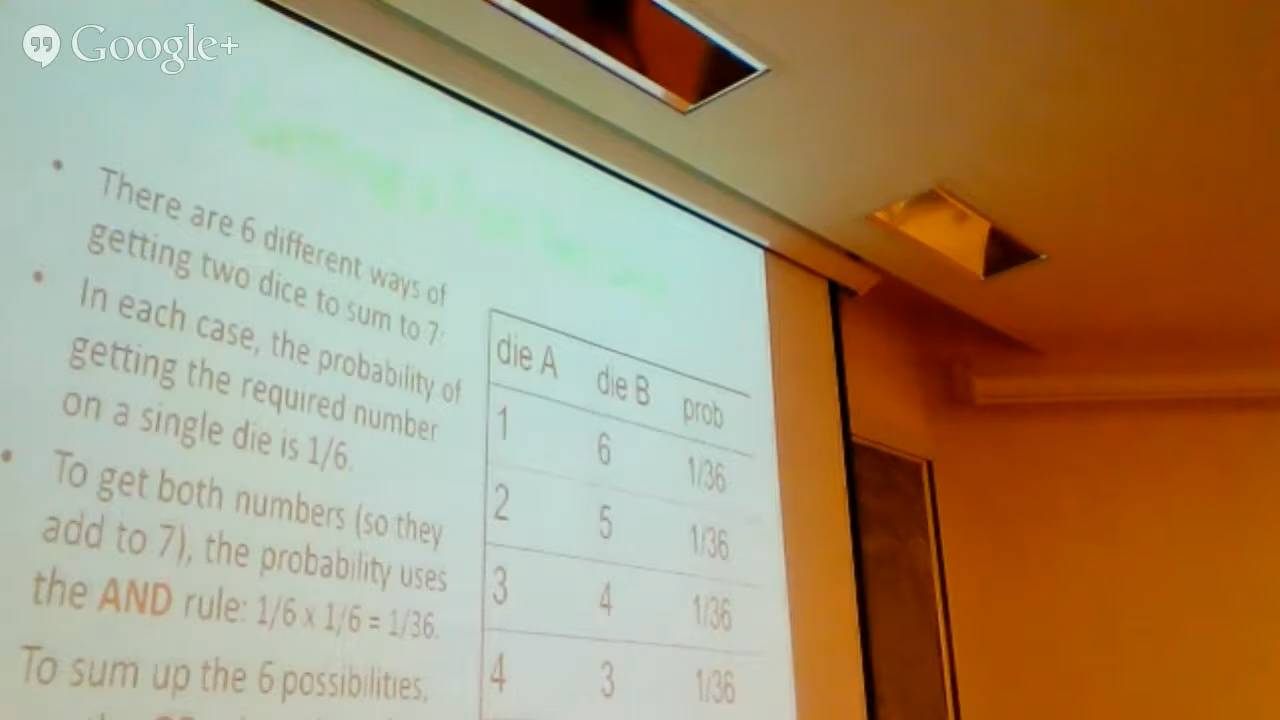 Google+
There are 6 different ways of
getting two dice to sum to 7:
In each case, the probability of
getting the required number
on a single die is 1/6.
To get both numbers (so they
add to 7), the probability uses
the AND rule: 1/6 x 1/6 = 1/36.
To sum up the 6 possibilities,
die A die B prob
1 6 1/36
2 5 1/36
3 4 1/36
4 3 1/36